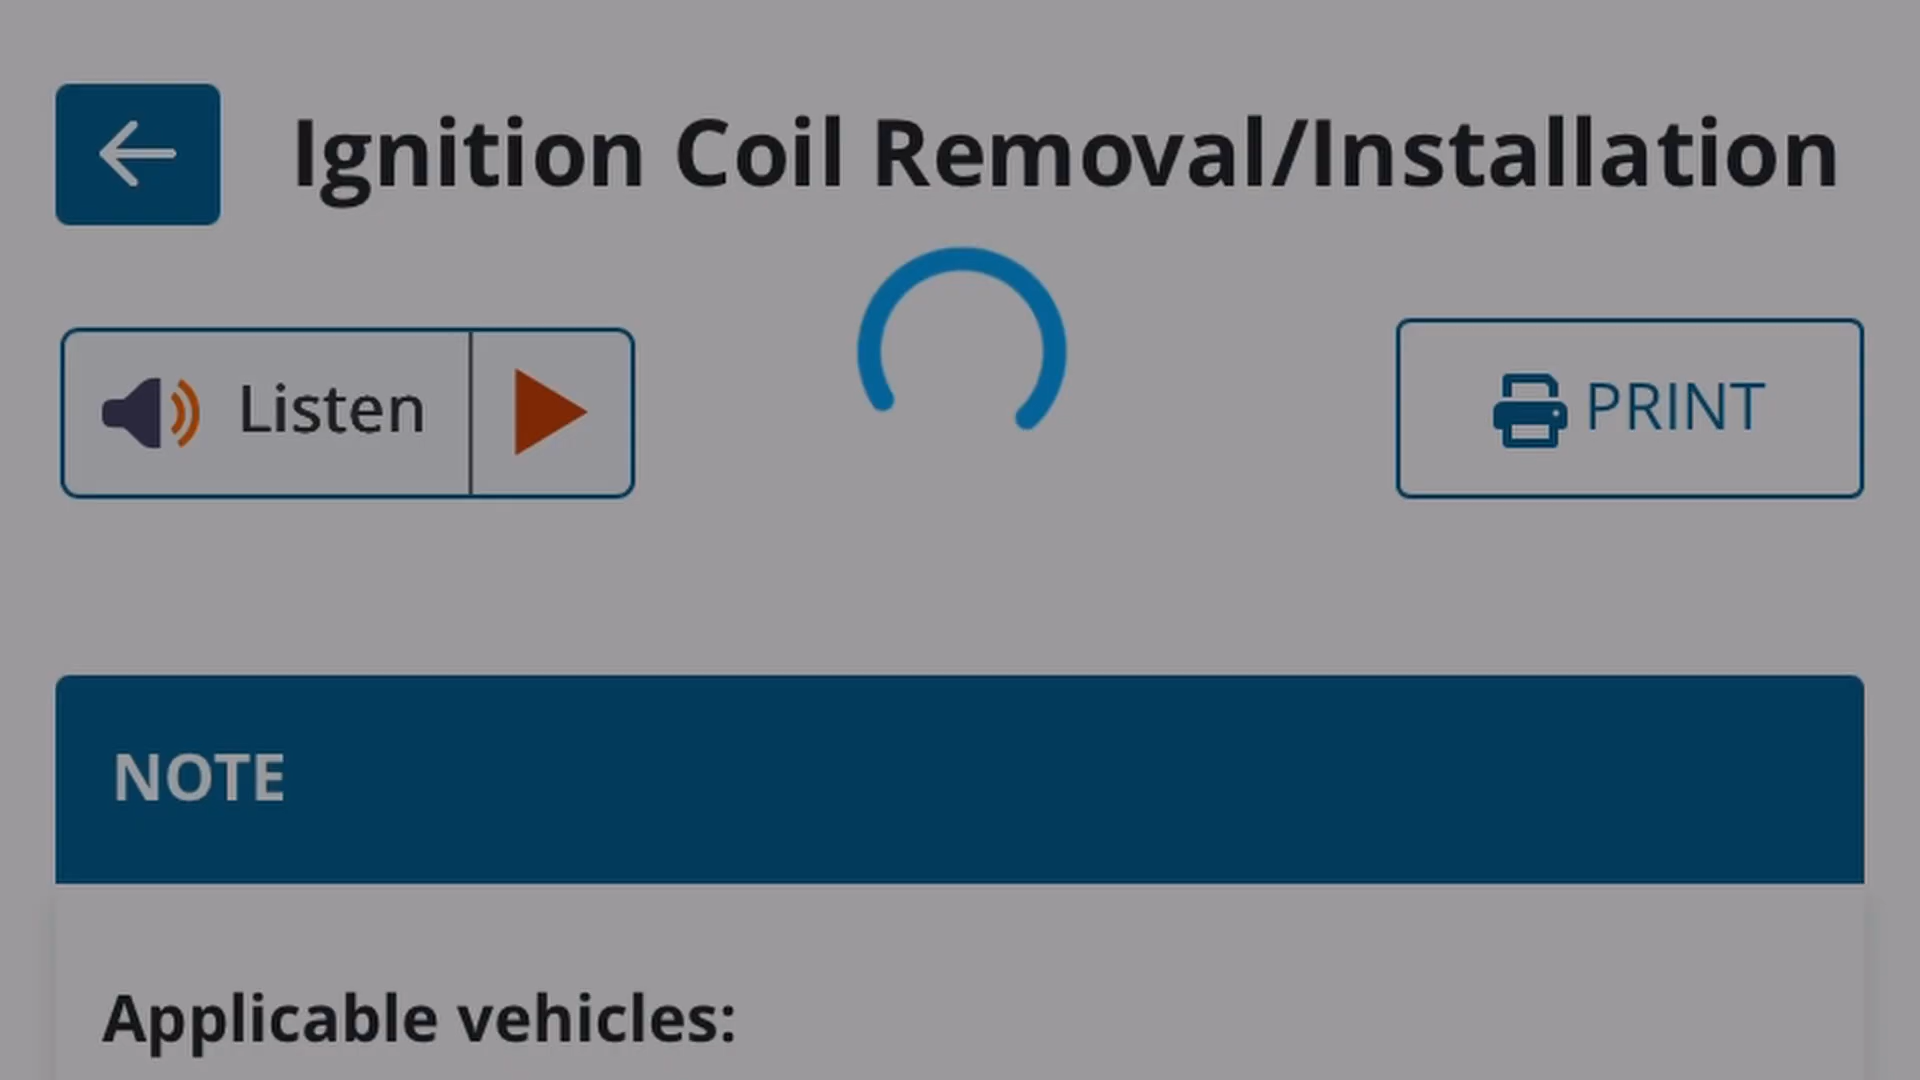 Ignition Coil Removal/Installation
Listen
PRINT
NOTE
Applicable vehicles: